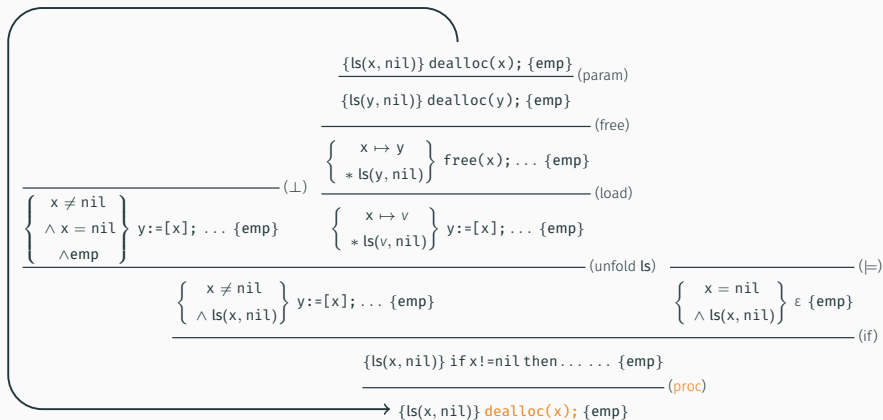 {ls(x, nil)} dealloc(x); {emp}
(param)
{ls(y, nil)} dealloc(y); {emp}
(free)
{ x ↦ y
∗ ls(y, nil) } free(x); ... {emp}
(⊥)
(load)
{ x ≠ nil
∧ x = nil
∧emp } y:=[x]; ... {emp}
{ x ↦ v
∗ ls(v, nil) } y:=[x]; ... {emp}
(unfold ls)
(⊨)
{ x ≠ nil
∧ ls(x, nil) } y:=[x]; ... {emp}
{ x = nil
∧ ls(x, nil) } ε {emp}
(if)
{ls(x, nil)} if x!=nil then ... ... {emp}
(proc)
{ls(x, nil)} dealloc(x); {emp}